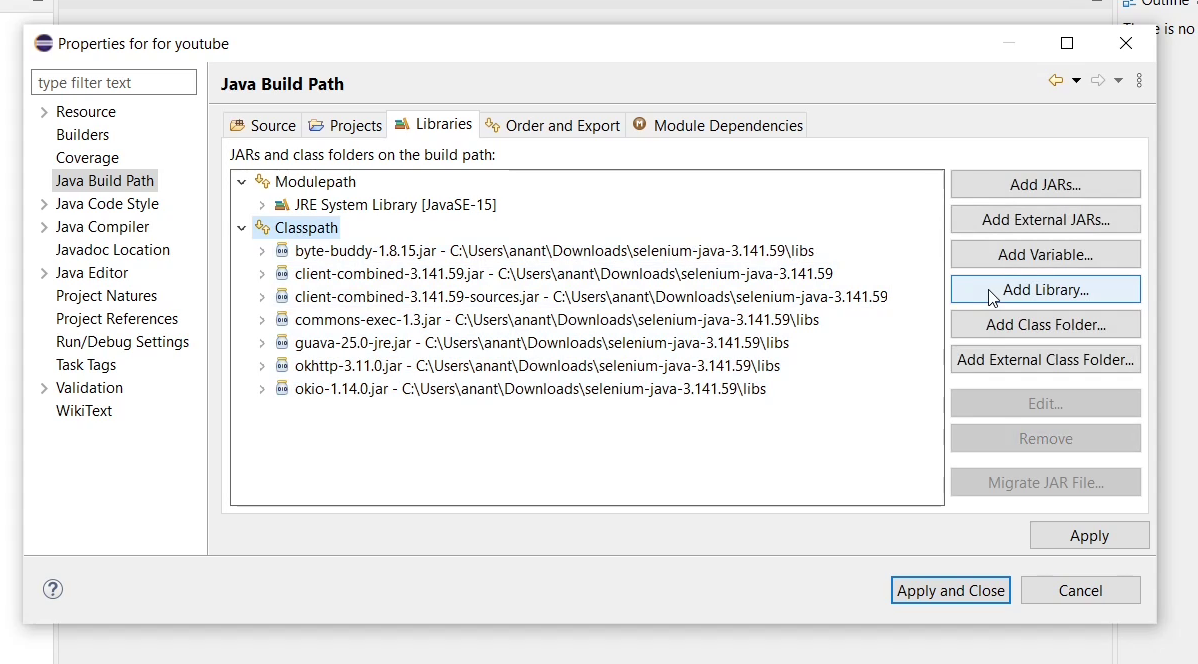 Outline
There is no
Properties for for youtube
type filter text
Resource
Builders
Coverage
Java Build Path
Java Code Style
Java Compiler
Javadoc Location
Java Editor
Project Natures
Project References
Run/Debug Settings
Task Tags
Validation
WikiText
Java Build Path
Source Projects Libraries Order and Export Module Dependencies
JARs and class folders on the build path:
Modulepath
JRE System Library [JavaSE-15]
Classpath
byte-buddy-1.8.15.jar - C:\Users\anant\Downloads\selenium-java-3.141.59\libs
client-combined-3.141.59.jar - C:\Users\anant\Downloads\selenium-java-3.141.59
client-combined-3.141.59-sources.jar - C:\Users\anant\Downloads\selenium-java-3.141.59
commons-exec-1.3.jar - C:\Users\anant\Downloads\selenium-java-3.141.59\libs
guava-25.0-jre.jar - C:\Users\anant\Downloads\selenium-java-3.141.59\libs
okhttp-3.11.0.jar - C:\Users\anant\Downloads\selenium-java-3.141.59\libs
okio-1.14.0.jar - C:\Users\anant\Downloads\selenium-java-3.141.59\libs
Add JARs...
Add External JARs...
Add Variable...
Add Library...
Add Class Folder...
Add External Class Folder...
Edit...
Remove
Migrate JAR File...
Apply
Apply and Close
Cancel